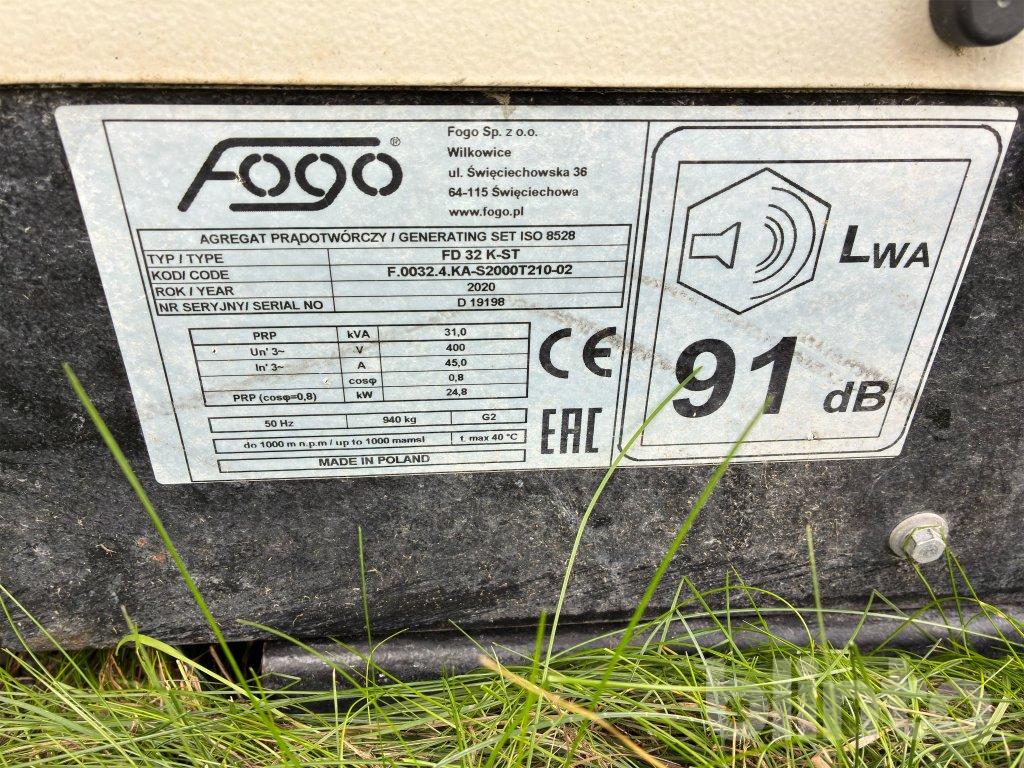 Fogo®
Fogo Sp. z o.o.
Wilkowice
ul. Święciechowska 36
64-115 Święciechowa
www.fogo.pl
AGREGAT PRĄDOTWÓRCZY / GENERATING SET ISO 8528
TYP / TYPE FD 32 K-ST
KOD/ CODE F.0032.4.KA-S2000T210-02
ROK / YEAR 2020
NR SERYJNY/ SERIAL NO D 19198
PRP kVA 31,0
Un' 3~ V 400
In' 3~ A 45,0
cosφ 0,8
PRP (cosφ=0,8) kW 24,8
50 Hz 940 kg G2
do 1000 m n.p.m / up to 1000 mamsl t. max 40 °C
MADE IN POLAND
CE
EAC
LWA
91 dB